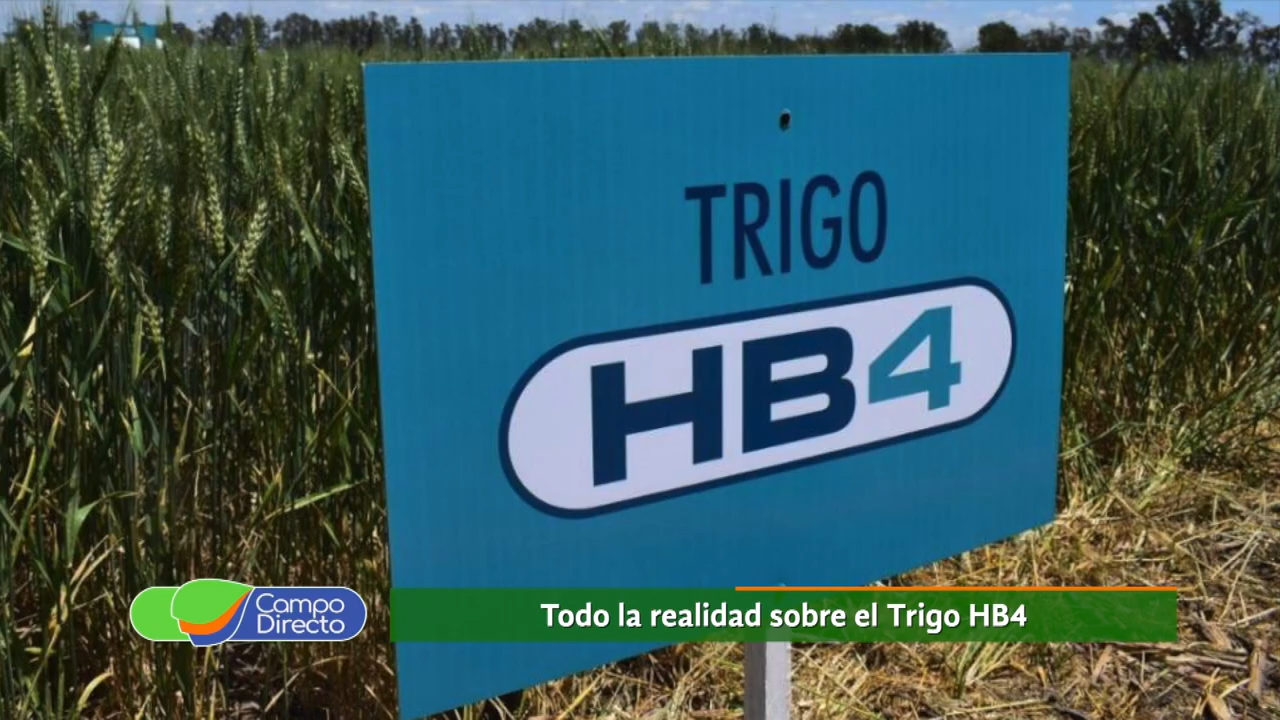 TRIGO
HB4
Campo
Directo
Todo la realidad sobre el Trigo HB4